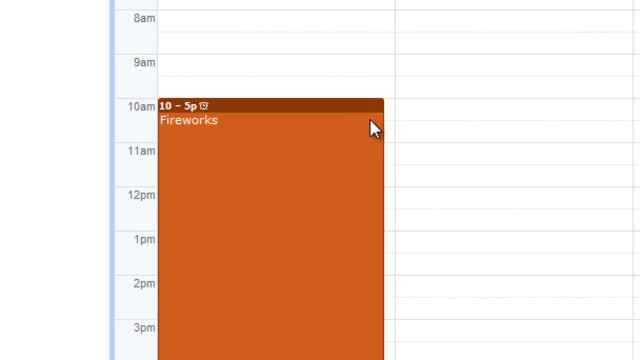 8am
9am
10am
10 – 5p
Fireworks
11am
12pm
1pm
2pm
3pm